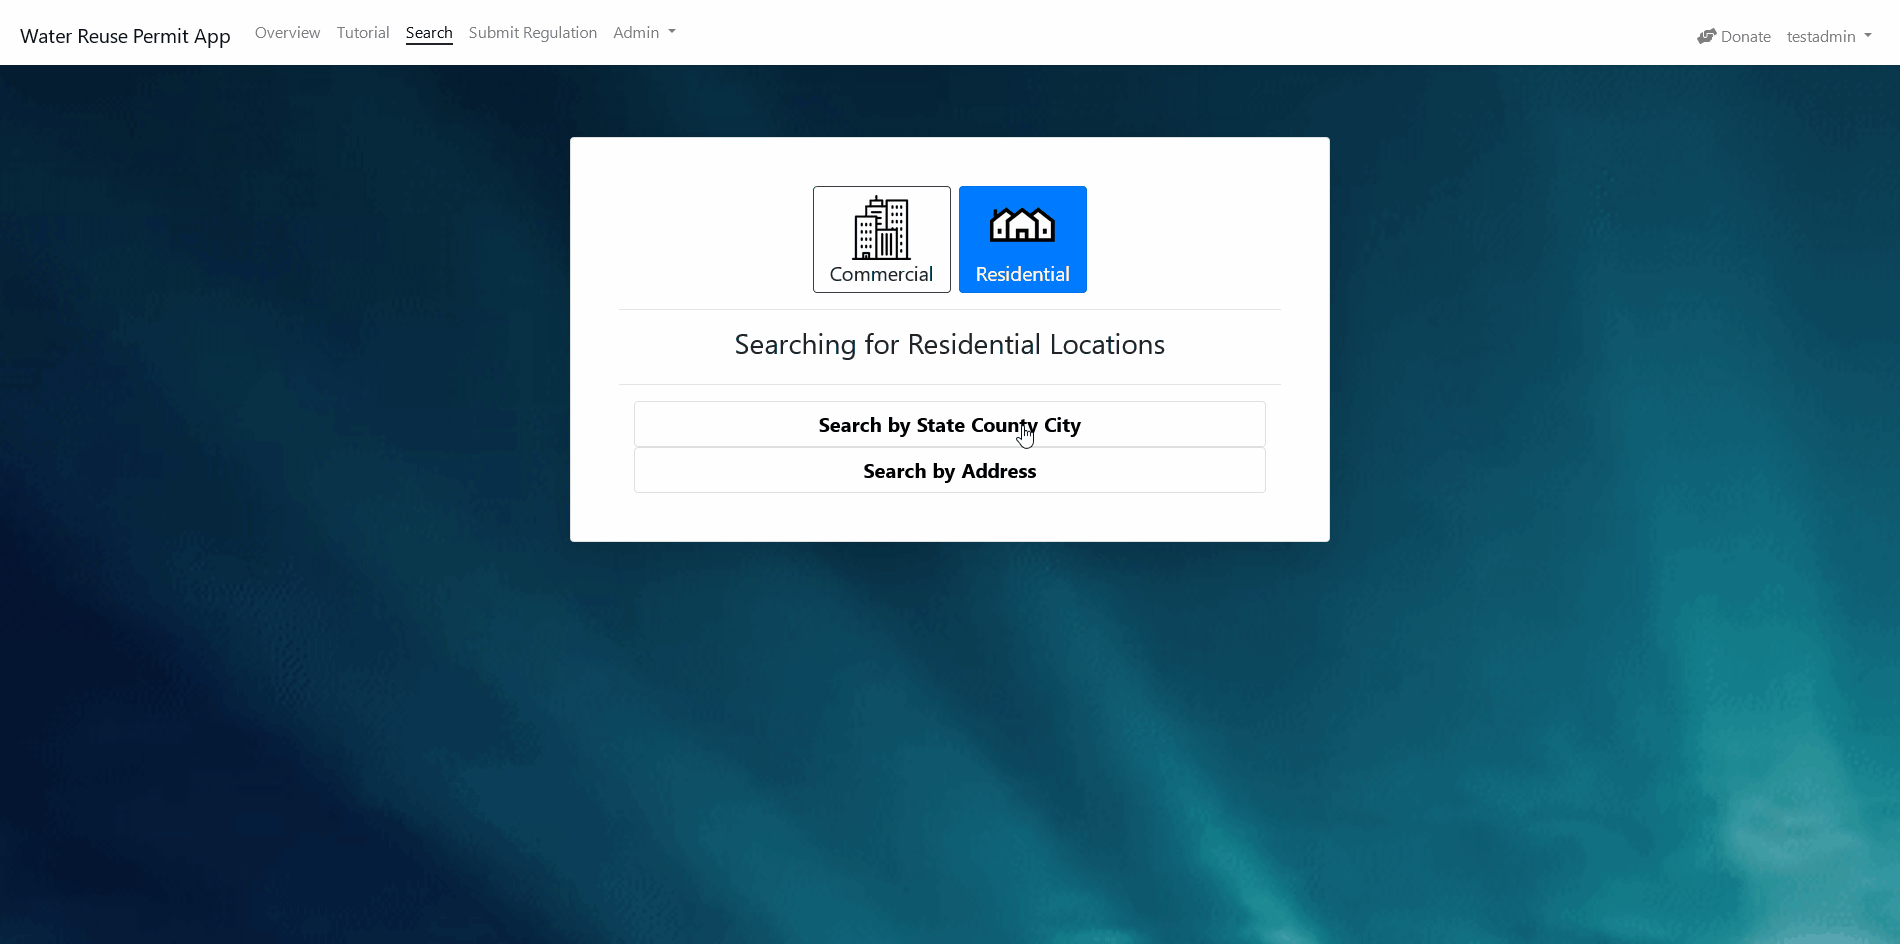 Water Reuse Permit App Overview Tutorial Search Submit Regulation Admin Donate testadmin
Commercial Residential
Searching for Residential Locations
Search by State County City
Search by Address